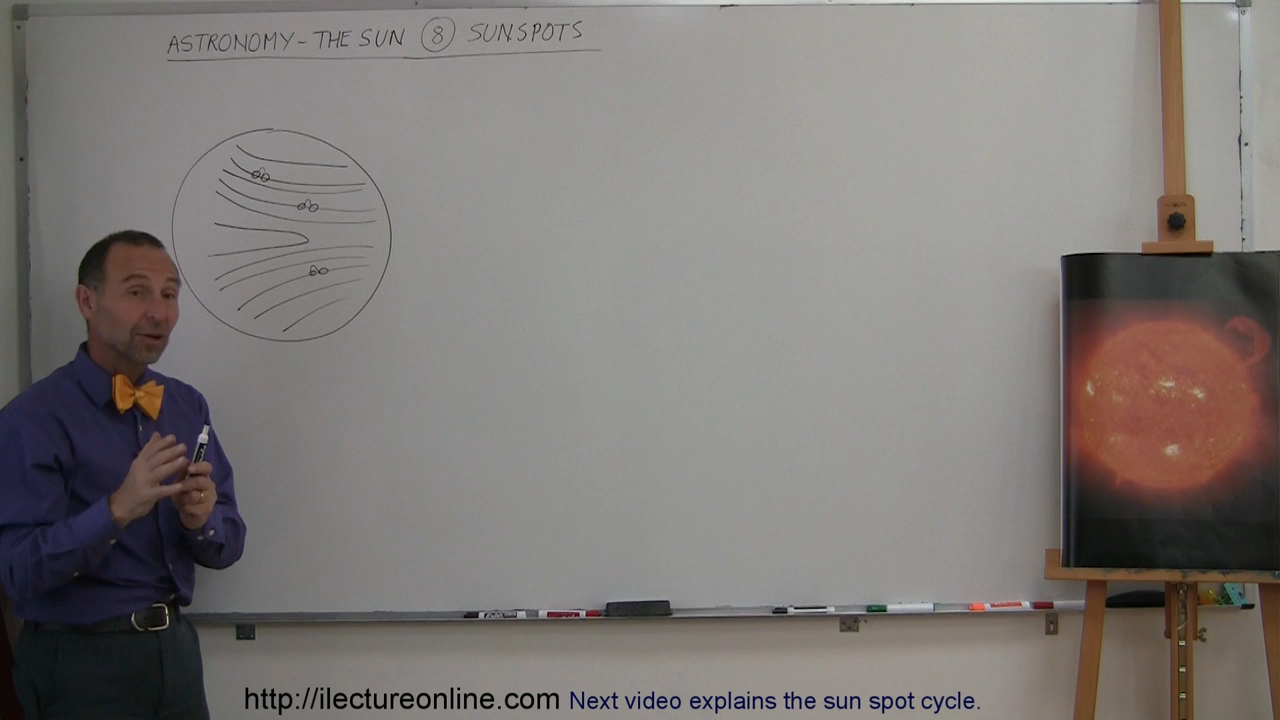 ASTRONOMY - THE SUN ⑧ SUNSPOTS
http://ilectureonline.com Next video explains the sun spot cycle.